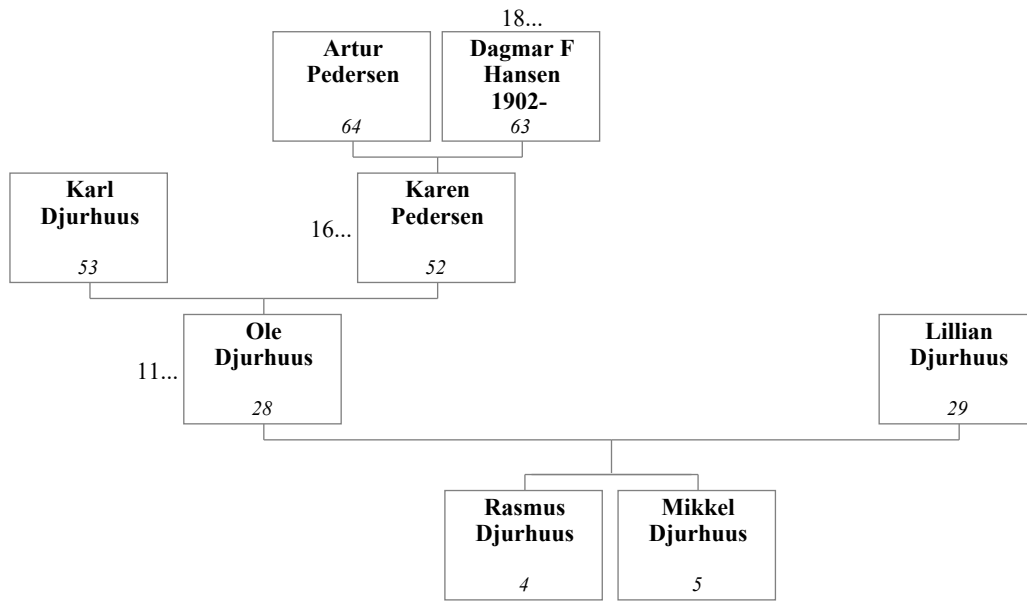 18...
Artur
Pedersen
64
Dagmar F
Hansen
1902-
63
Karl
Djurhuus
53
16...
Karen
Pedersen
52
11...
Ole
Djurhuus
28
Lillian
Djurhuus
29
Rasmus
Djurhuus
4
Mikkel
Djurhuus
5